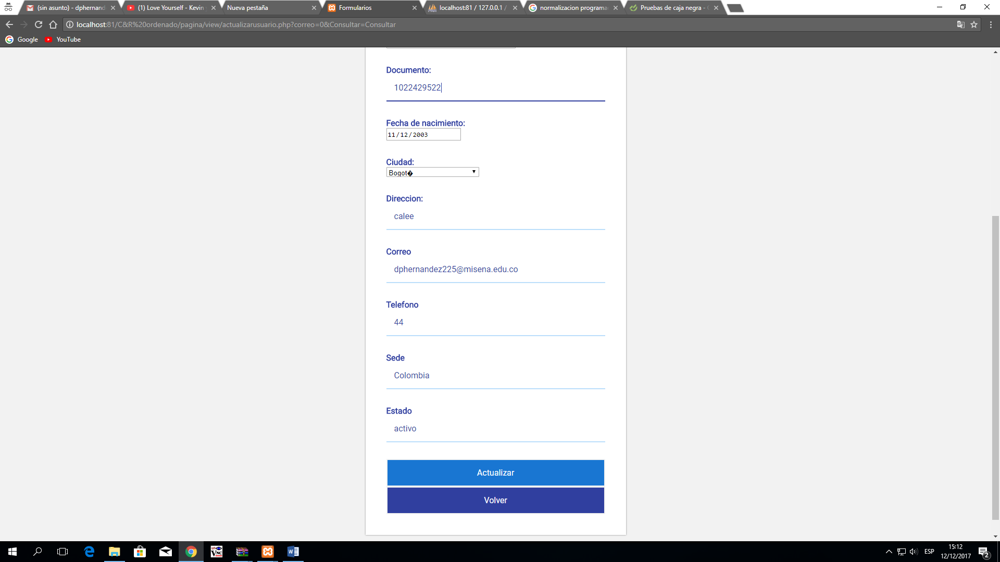 (sin asunto) - dphernand
(1) Love Yourself - Kevin
Nueva pestaña
Formularios
localhost:81 / 127.0.0.1 /
normalizacion programa
Pruebas de caja negra -
localhost:81/C&R%20ordenado/pagina/view/actualizarusuario.php?correo=0&Consultar=Consultar
Google
YouTube
Documento:
1022429522
Fecha de nacimiento:
11/12/2003
Ciudad:
Bogot�
Direccion:
calee
Correo
dphernandez225@misena.edu.co
Telefono
44
Sede
Colombia
Estado
activo
Actualizar
Volver
ESP
15:12
12/12/2017
2